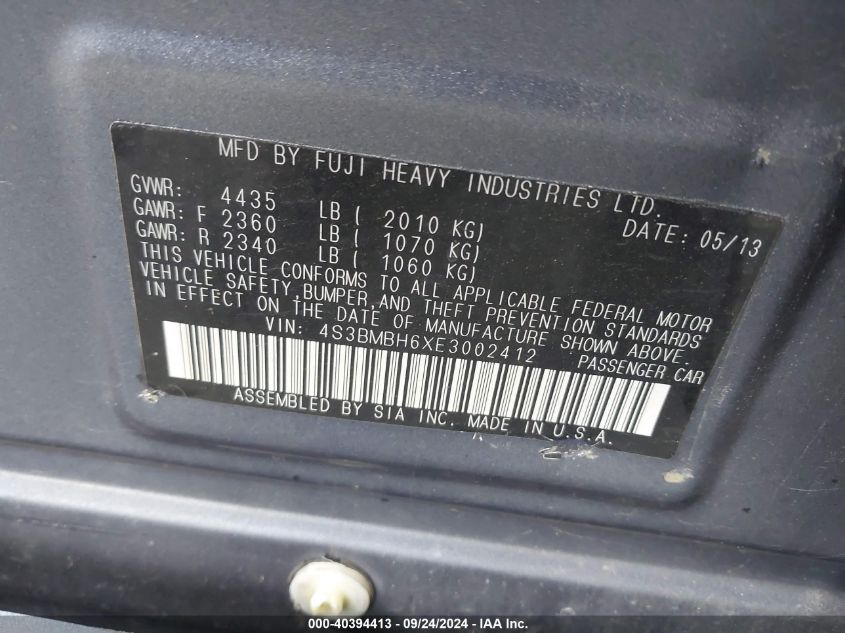 MFD BY FUJI HEAVY INDUSTRIES LTD.
GVWR: 4435 LB ( 2010 KG) DATE: 05/13
GAWR: F 2360 LB ( 1070 KG)
GAWR: R 2340 LB ( 1060 KG)
THIS VEHICLE CONFORMS TO ALL APPLICABLE FEDERAL MOTOR
VEHICLE SAFETY,BUMPER,AND THEFT PREVENTION STANDARDS
IN EFFECT ON THE DATE OF MANUFACTURE SHOWN ABOVE.
VIN: 4S3BMBH6XE3002412 PASSENGER CAR
ASSEMBLED BY SIA INC. MADE IN U.S.A.
000-40394413 - 09/24/2024 - IAA Inc.